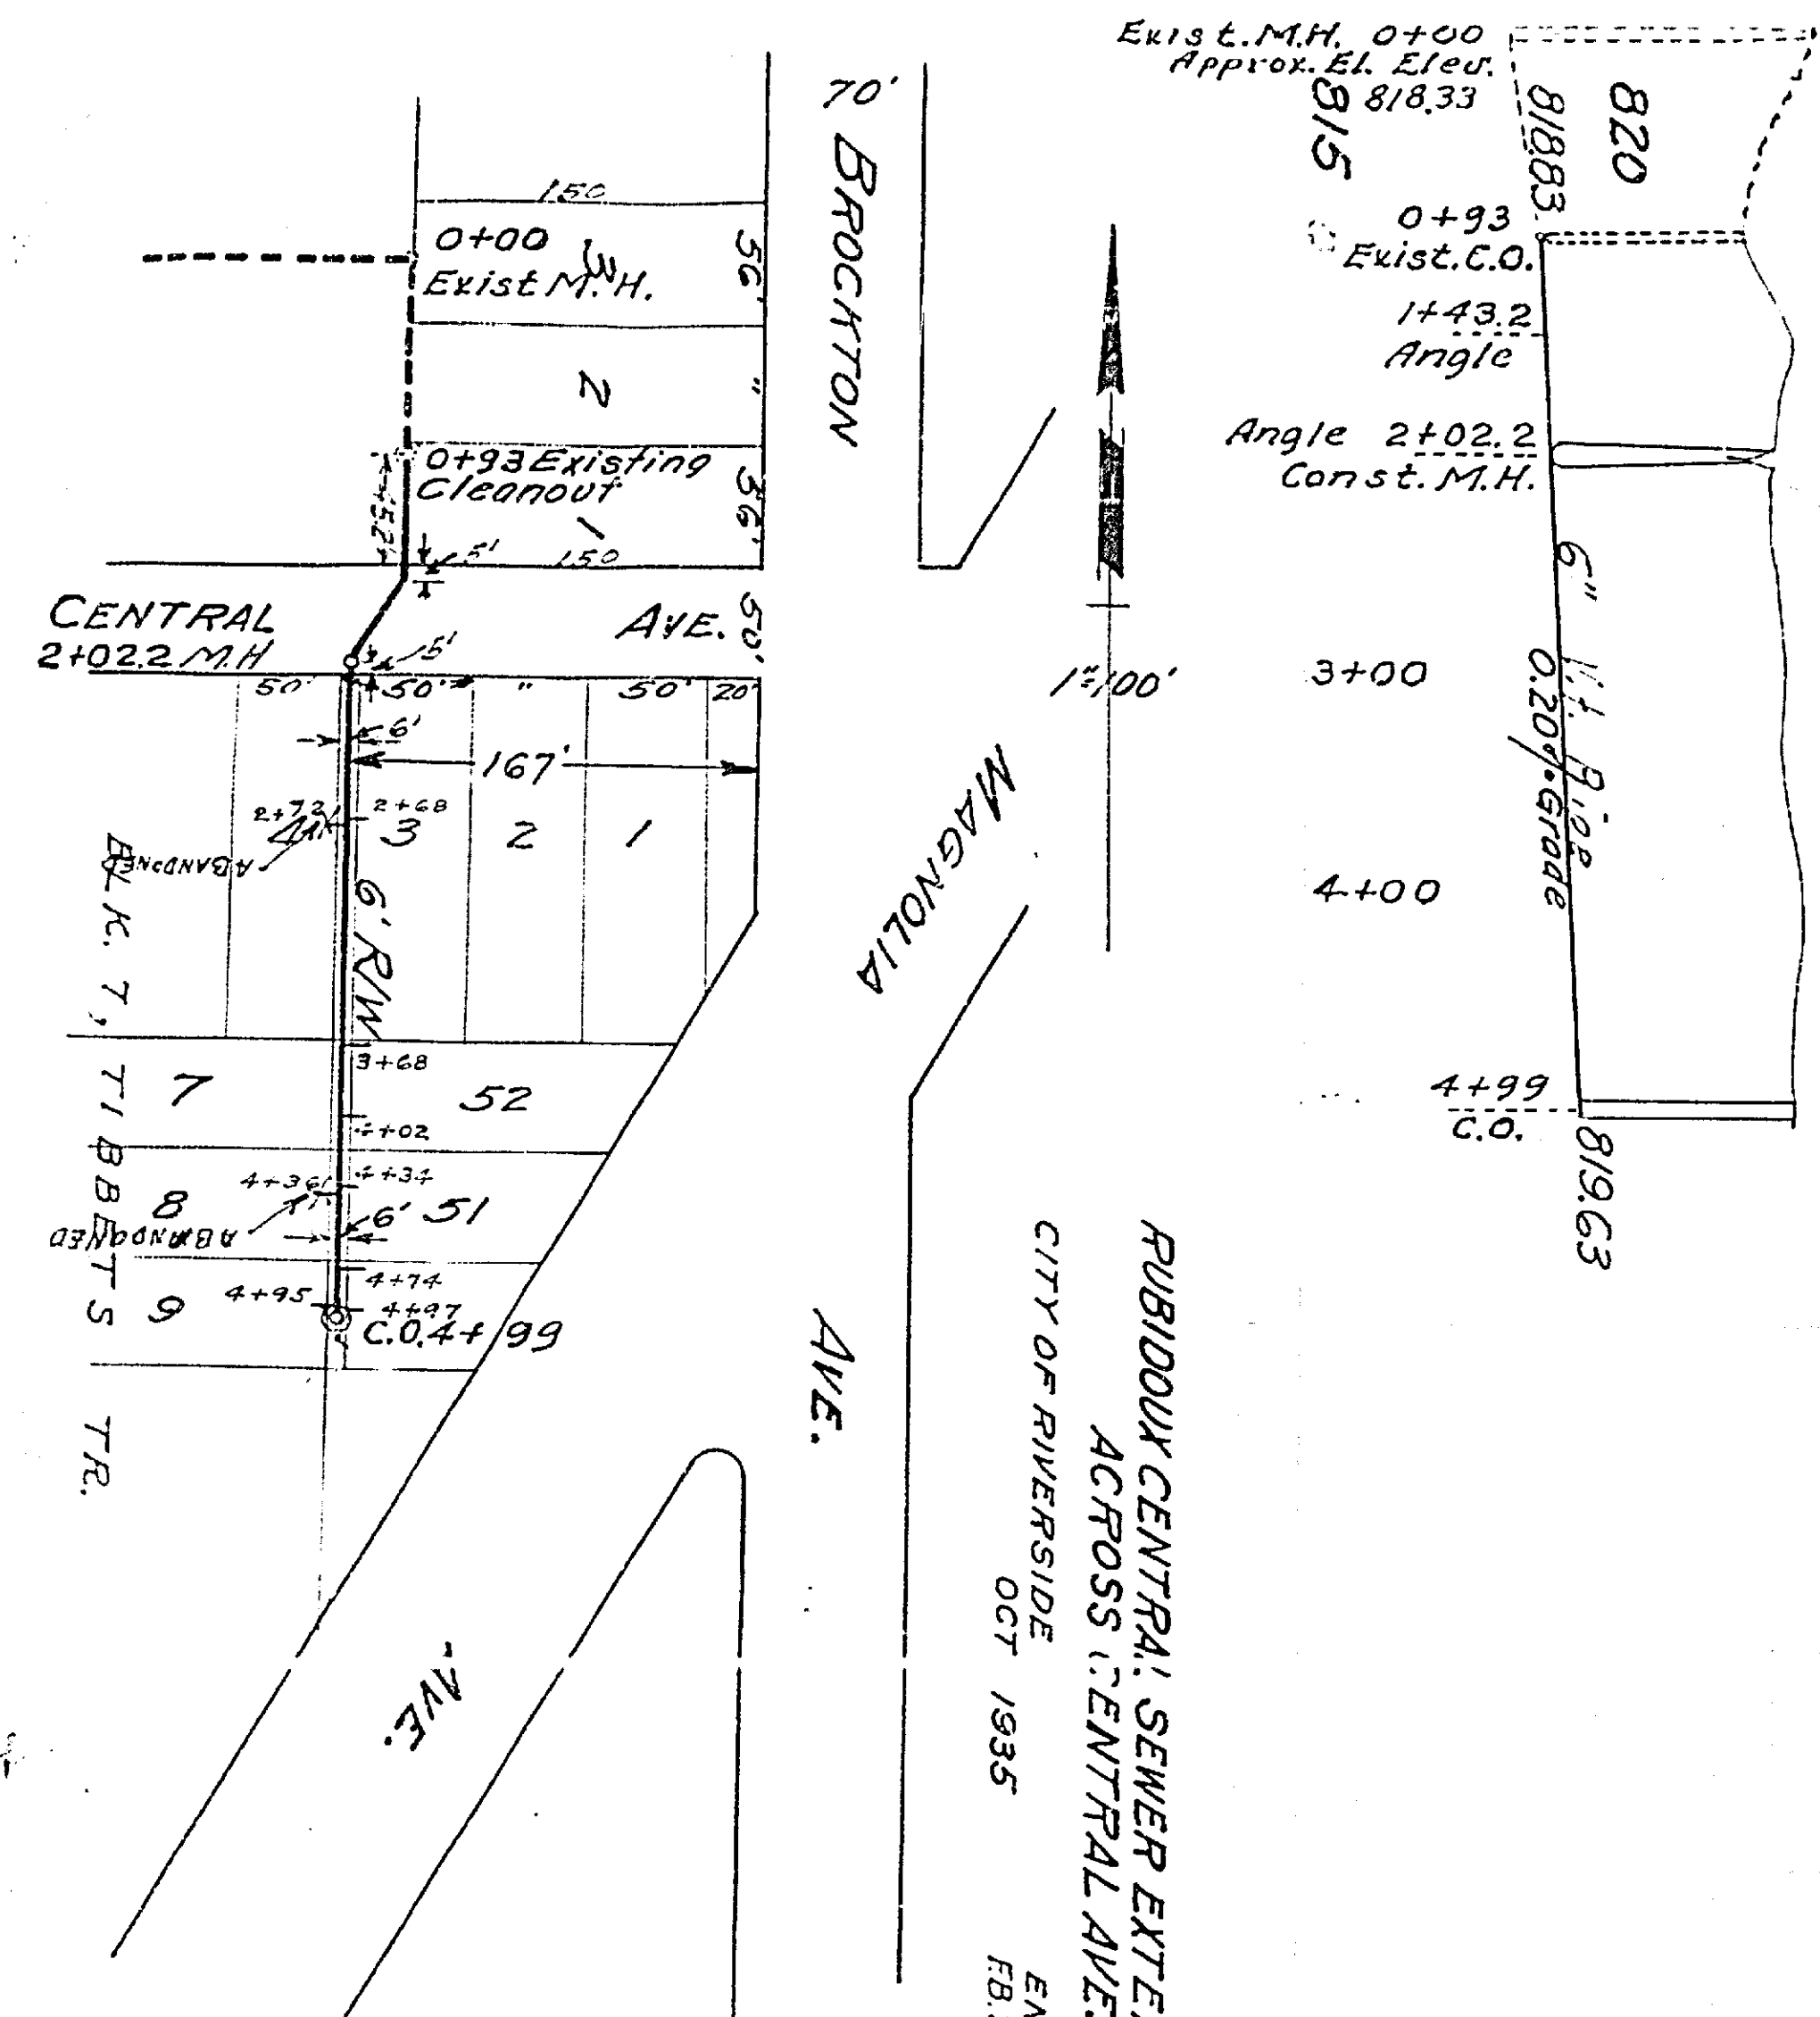 Exist. M.H. 0+00
Approx. El. Elev.
818.33
815
818.83
820
0+93
Exist. C.O.
1+43.2
Angle
Angle 2+02.2
Const. M.H.
6" V.I. Pipe
0.20% Grade
3+00
4+00
4+99
C.O.
819.63
70'
BROCKTON
AVE.
150
0+00
Exist M.H.
3
56'
2
"
0+93 Existing
Cleanout
1
56'
52'
5'
150
CENTRAL
AVE.
50'
2+02.2 M.H
5'
50'
50'
"
50'
20'
6'
167'
2+72
2+68
4
3
2
1
ABANDONED
6' R/W
1"=100'
MAGNOLIA
AVE.
BLK. 7, TIBBETS TR.
3+68
7
52
4+02
4+36
4+34
8
51
6'
ABANDONED
4+74
4+95
4+97
9
C.O. 4+99
RUBIDOUX CENTRAL SEWER EXTE
ACROSS CENTRAL AVE.
CITY OF RIVERSIDE
OCT 1935
EN
F.B.